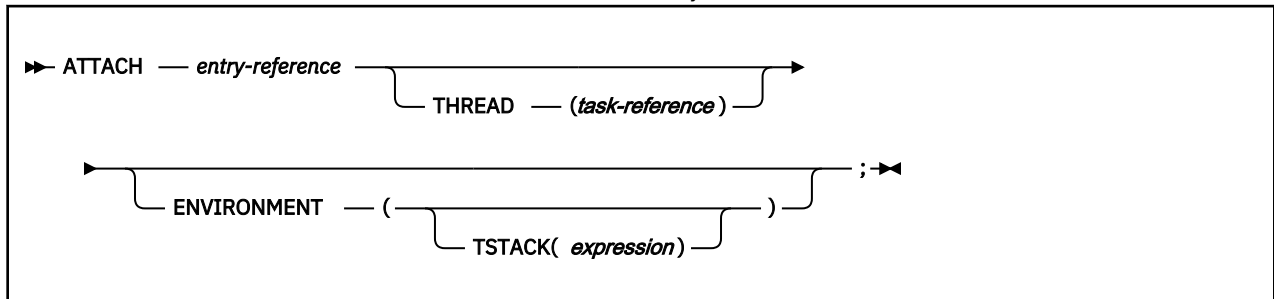 ATTACH entry-reference
THREAD (task-reference)
ENVIRONMENT ( ) ;
TSTACK( expression)